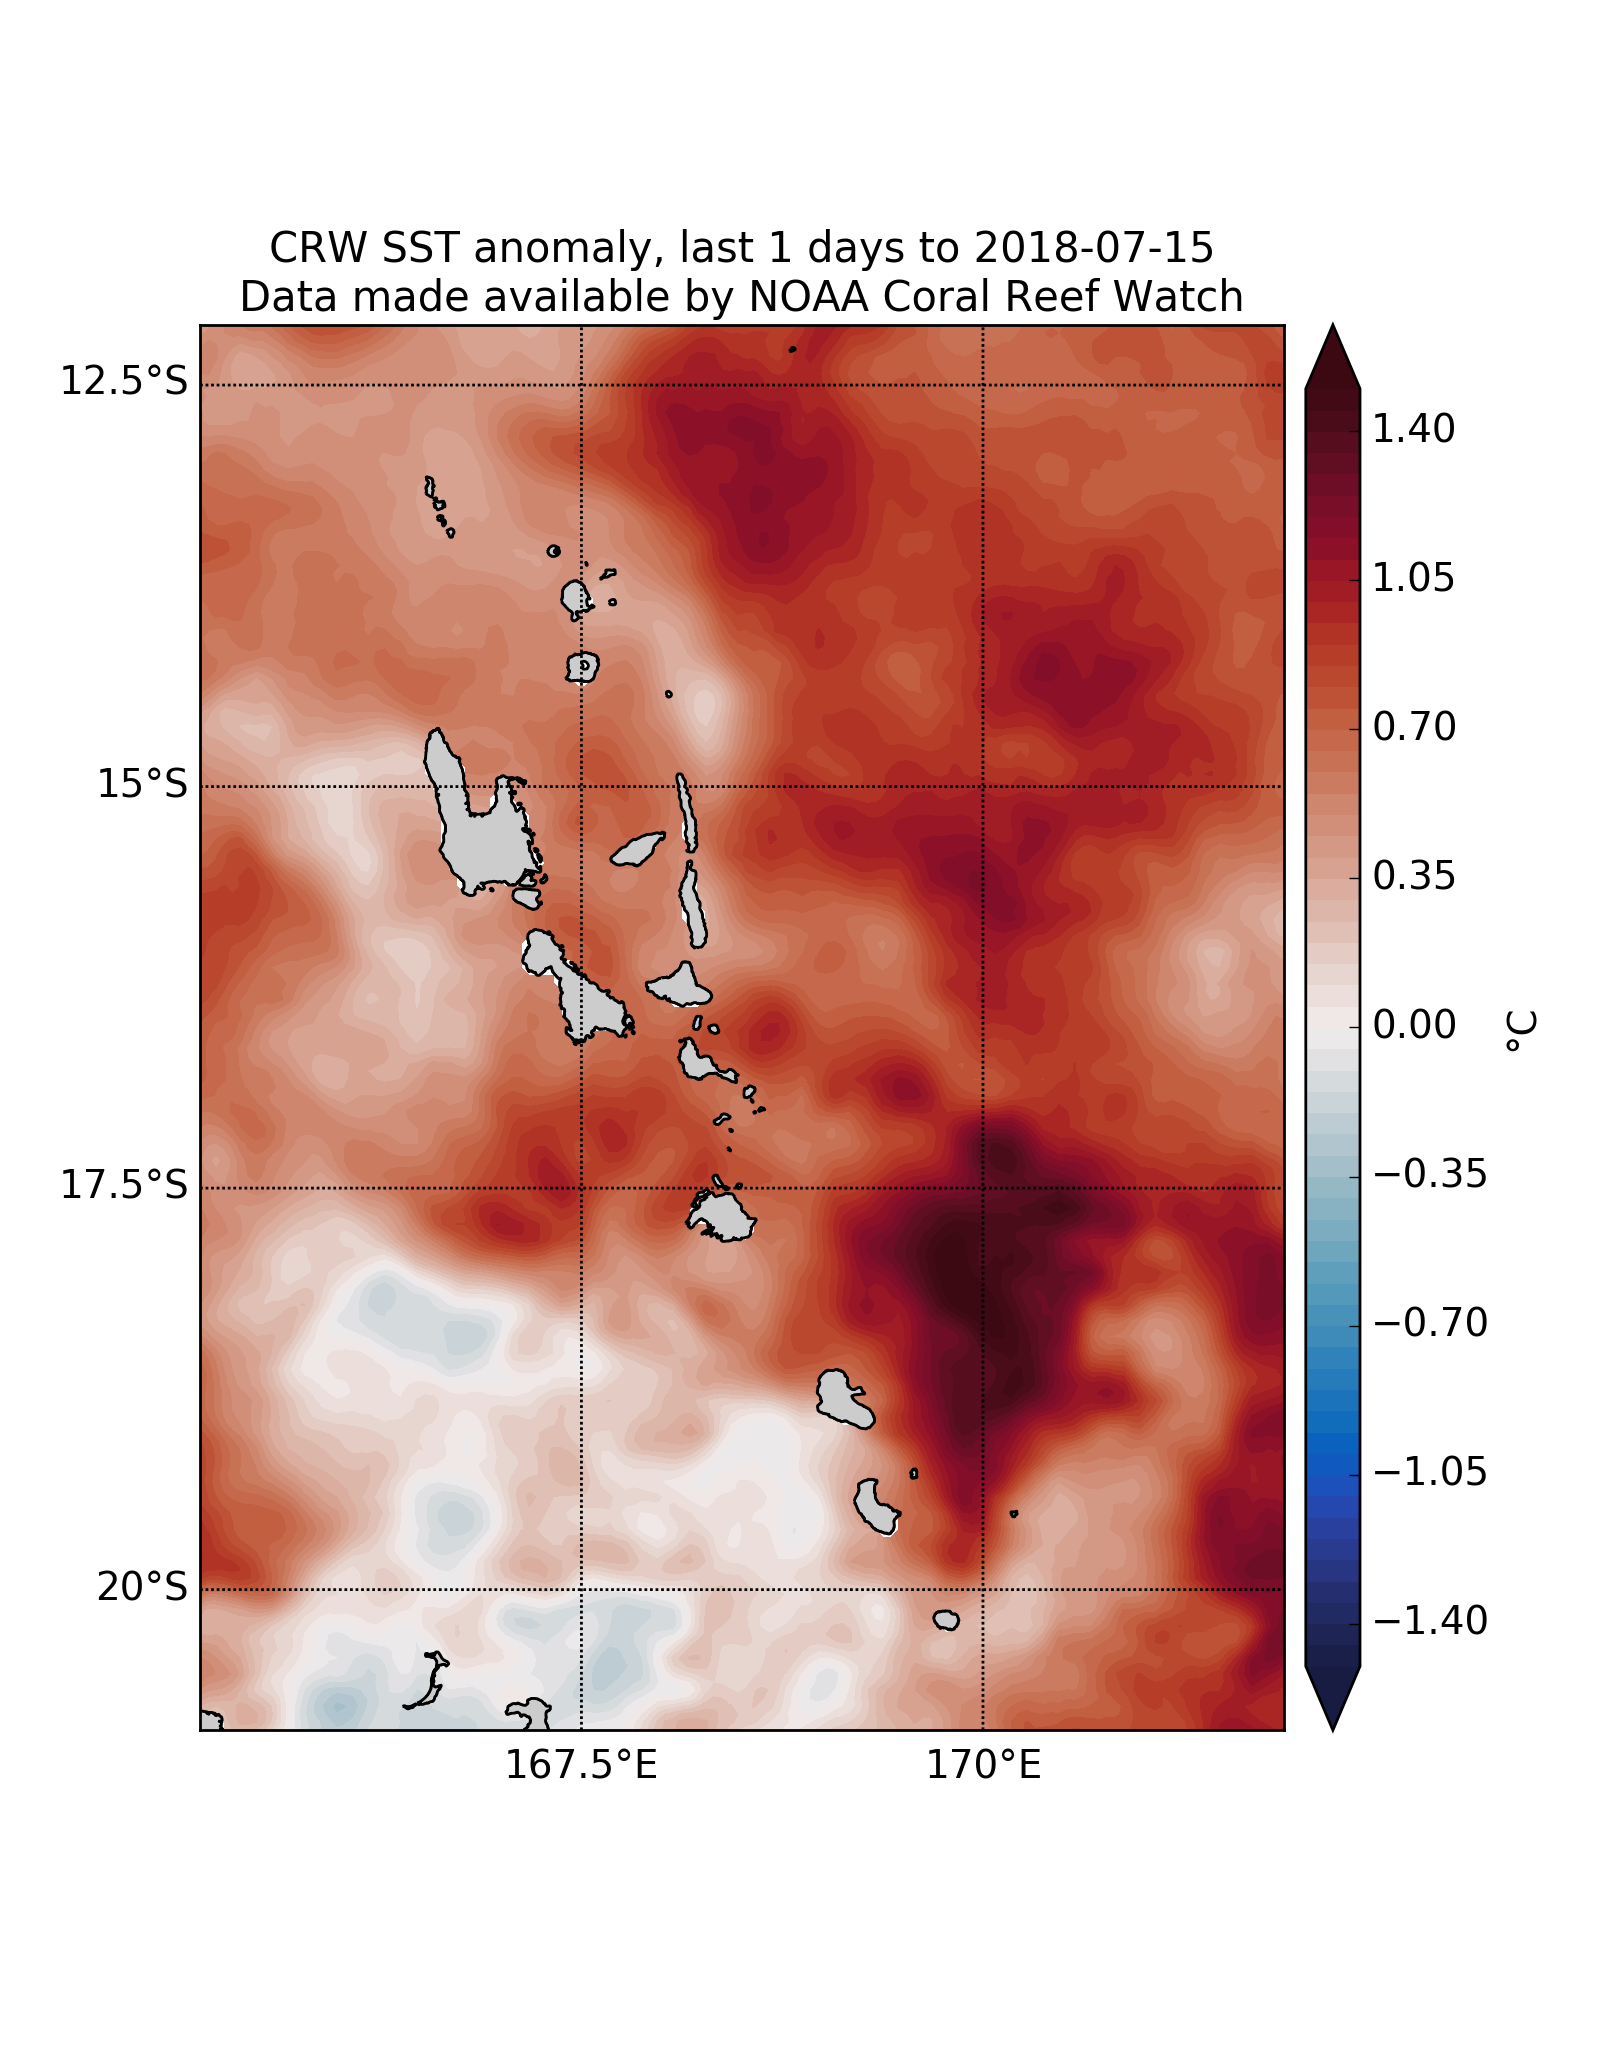 CRW SST anomaly, last 1 days to 2018-07-15
Data made available by NOAA Coral Reef Watch
12.5°S
15°S
17.5°S
20°S
167.5°E
170°E
1.40
1.05
0.70
0.35
0.00
−0.35
−0.70
−1.05
−1.40
°C